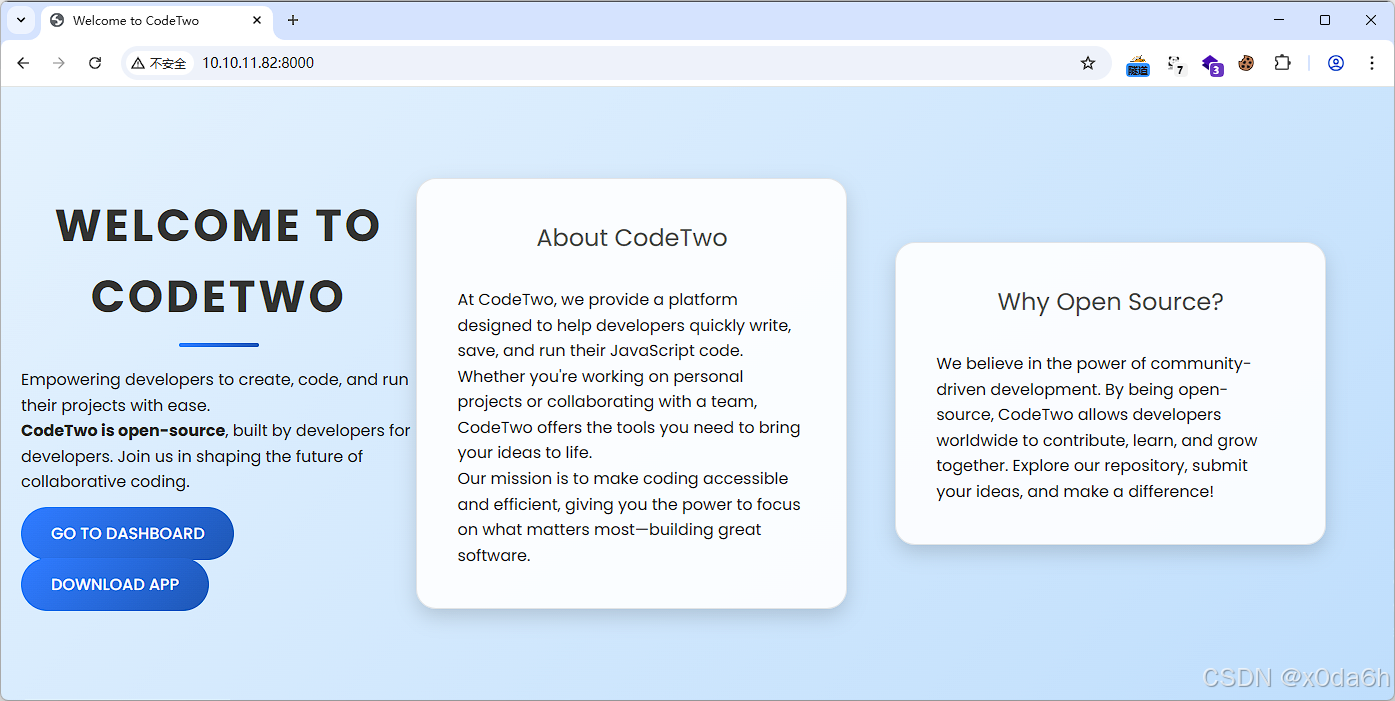 Welcome to CodeTwo
不安全
10.10.11.82:8000
隧道
7
3
WELCOME TO
CODETWO
Empowering developers to create, code, and run
their projects with ease.
CodeTwo is open-source, built by developers for
developers. Join us in shaping the future of
collaborative coding.
GO TO DASHBOARD
DOWNLOAD APP
About CodeTwo
At CodeTwo, we provide a platform
designed to help developers quickly write,
save, and run their JavaScript code.
Whether you're working on personal
projects or collaborating with a team,
CodeTwo offers the tools you need to bring
your ideas to life.
Our mission is to make coding accessible
and efficient, giving you the power to focus
on what matters most—building great
software.
Why Open Source?
We believe in the power of community-
driven development. By being open-
source, CodeTwo allows developers
worldwide to contribute, learn, and grow
together. Explore our repository, submit
your ideas, and make a difference!
CSDN @x0da6h